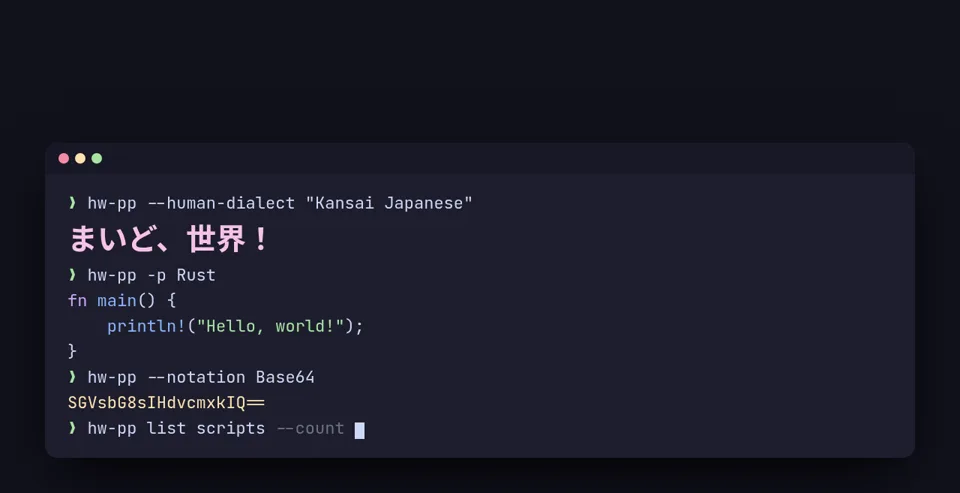 ❯ hw-pp --human-dialect "Kansai Japanese"
まいど、世界！
❯ hw-pp -p Rust
fn main() {
    println!("Hello, world!");
}
❯ hw-pp --notation Base64
SGVsbG8sIHdvcmxkIQ==
❯ hw-pp list scripts --count